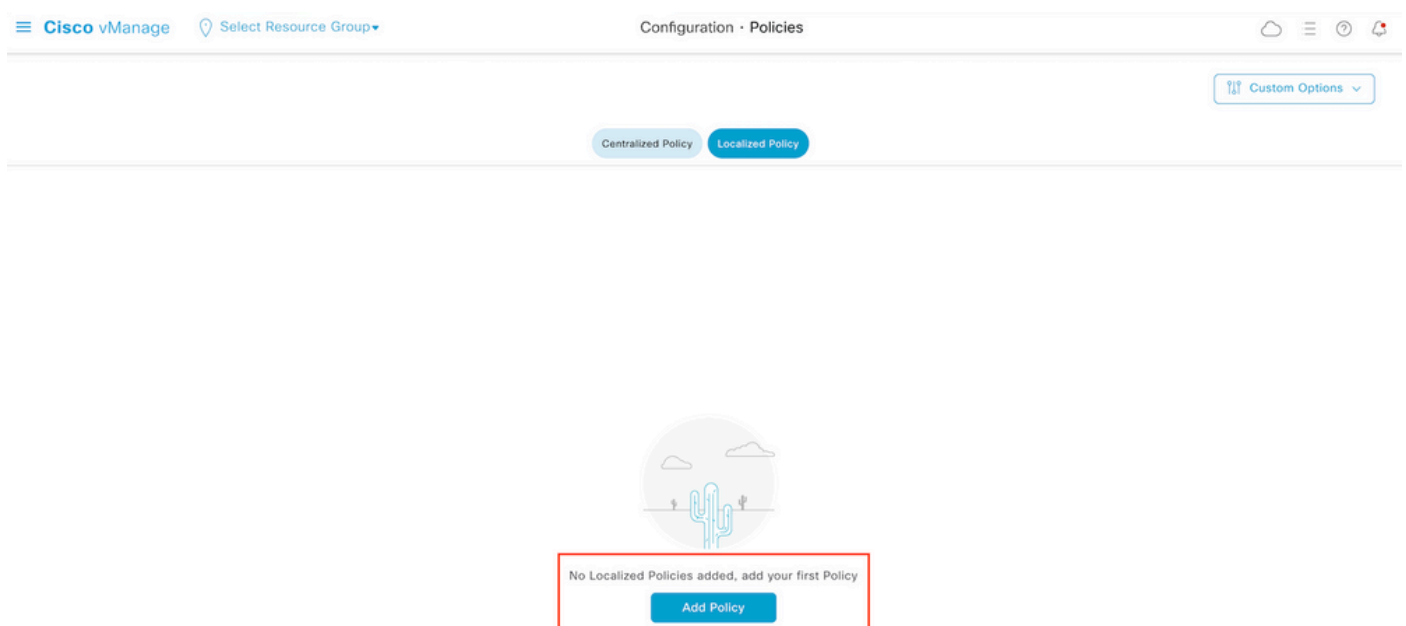 Cisco vManage Select Resource Group Configuration · Policies
Custom Options
Centralized Policy Localized Policy
No Localized Policies added, add your first Policy
Add Policy